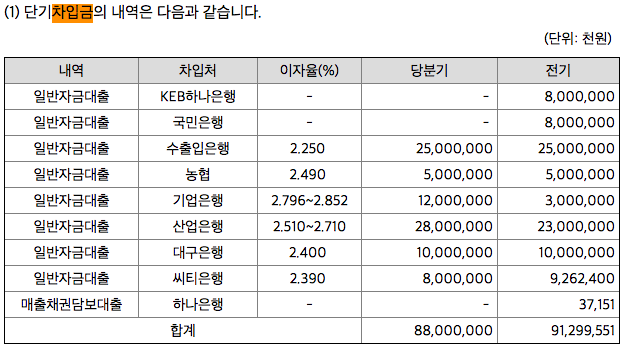 (1) 단기차입금의 내역은 다음과 같습니다.
(단위: 천원)
내역 차입처 이자율(%) 당분기 전기
일반자금대출 KEB하나은행 - - 8,000,000
일반자금대출 국민은행 - - 8,000,000
일반자금대출 수출입은행 2.250 25,000,000 25,000,000
일반자금대출 농협 2.490 5,000,000 5,000,000
일반자금대출 기업은행 2.796~2.852 12,000,000 3,000,000
일반자금대출 산업은행 2.510~2.710 28,000,000 23,000,000
일반자금대출 대구은행 2.400 10,000,000 10,000,000
일반자금대출 씨티은행 2.390 8,000,000 9,262,400
매출채권담보대출 하나은행 - - 37,151
합계 88,000,000 91,299,551